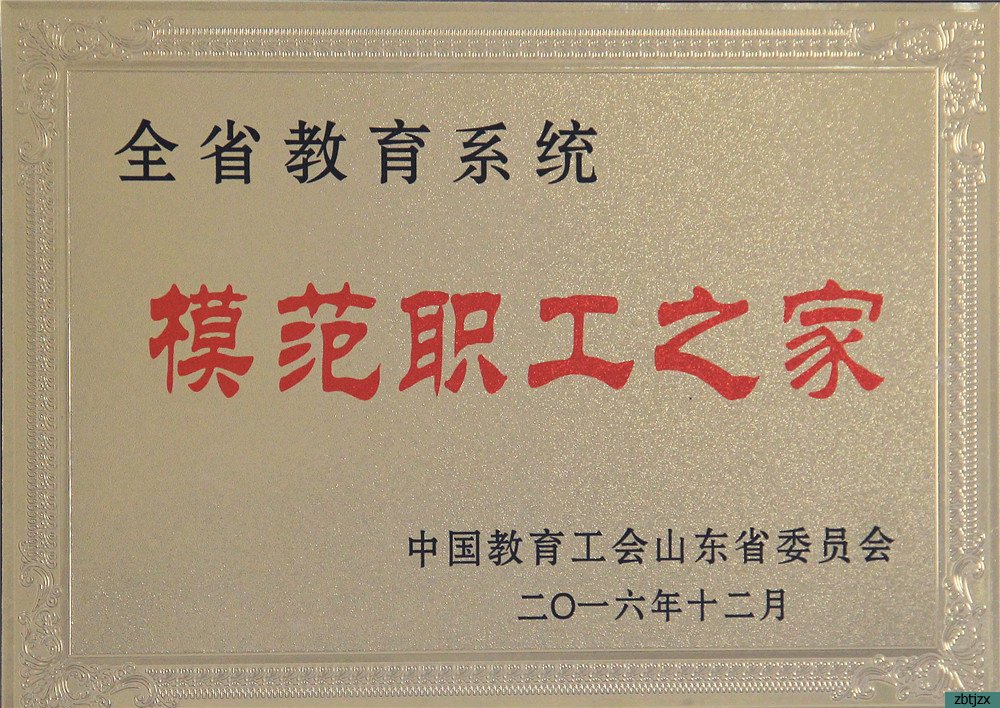 全省教育系统
模范职工之家
中国教育工会山东省委员会
二〇一六年十二月
zbtjzx